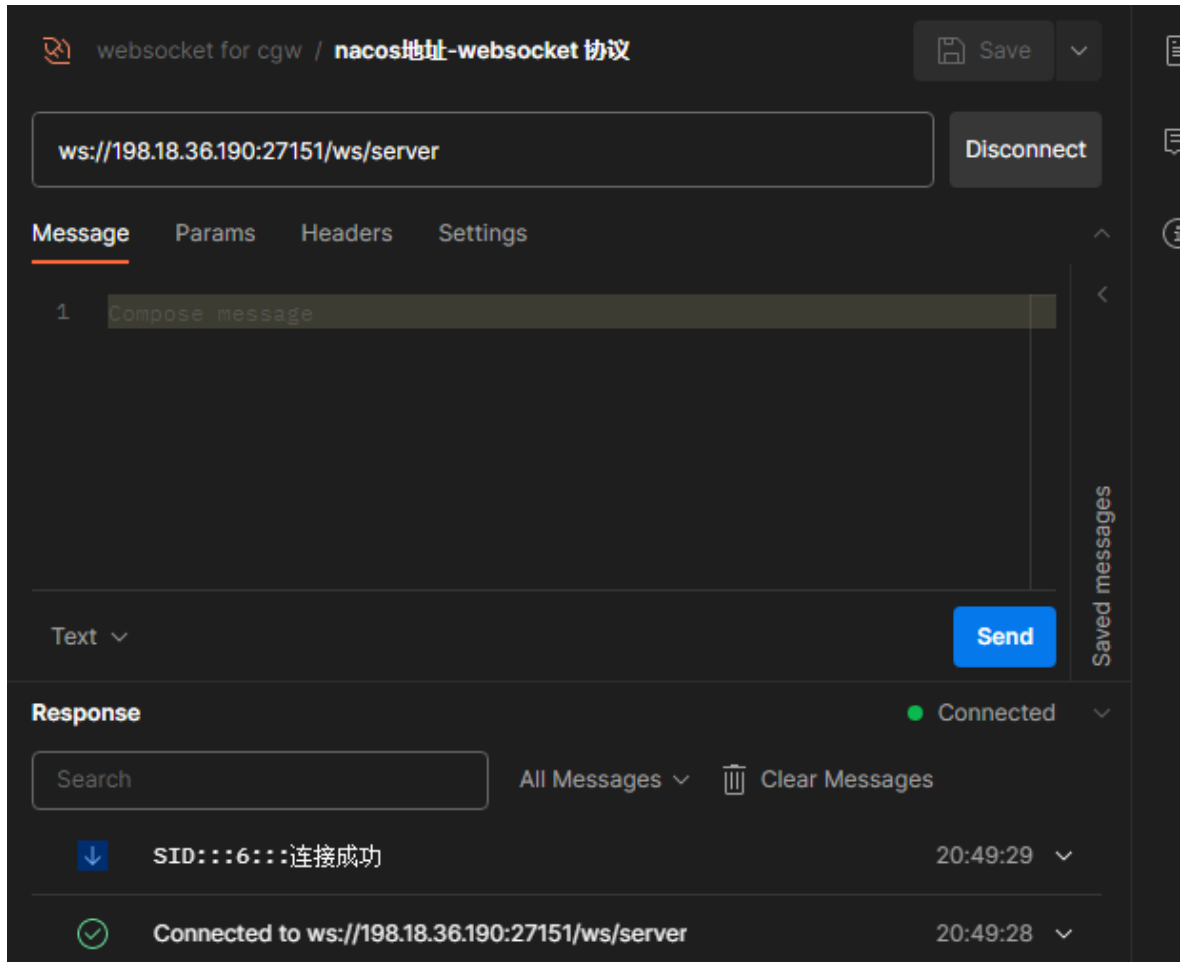 websocket for cgw / nacos地址-websocket 协议
Save
ws://198.18.36.190:27151/ws/server
Disconnect
Message Params Headers Settings
1 Compose message
Saved messages
Text
Send
Response
Connected
Search
All Messages
Clear Messages
SID:::6:::连接成功 20:49:29
Connected to ws://198.18.36.190:27151/ws/server 20:49:28